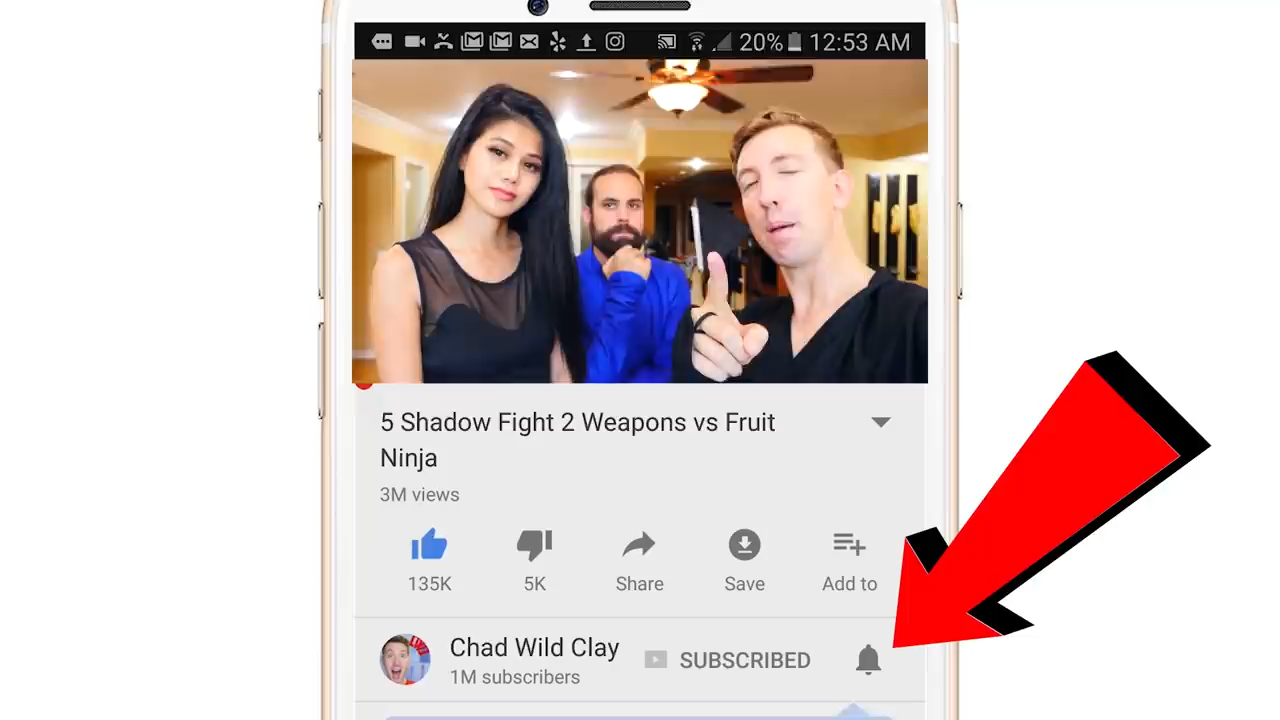 20% 12:53 AM
5 Shadow Fight 2 Weapons vs Fruit
Ninja
3M views
135K 5K Share Save Add to
Chad Wild Clay SUBSCRIBED
1M subscribers